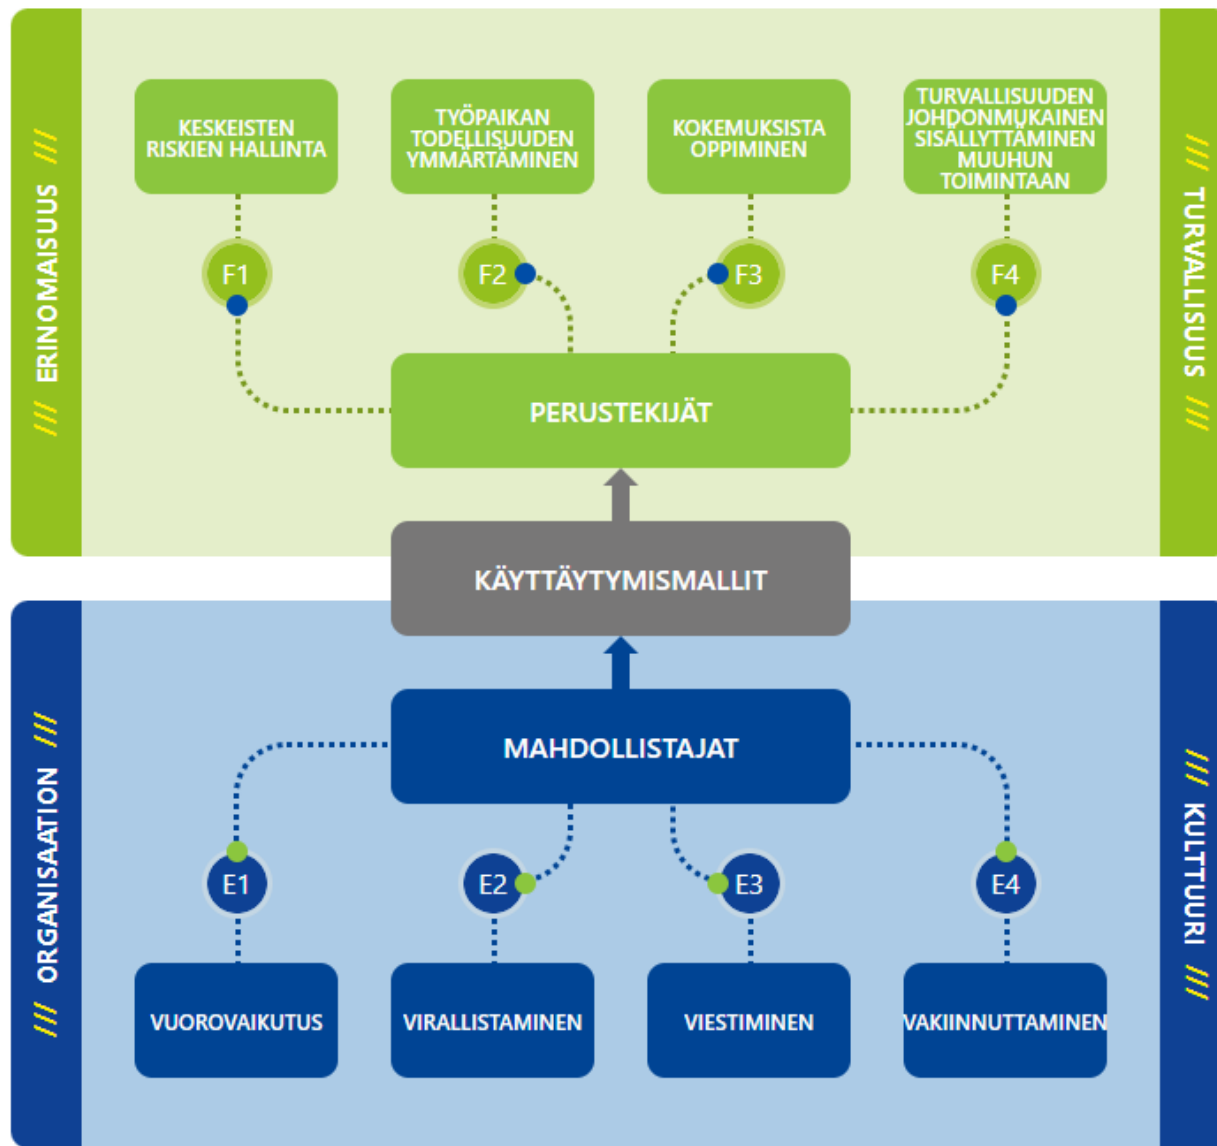 /// ERINOMAISUUS ///
KESKEISTEN
RISKIEN HALLINTA
TYÖPAIKAN
TODELLISUUDEN
YMMÄRTÄMINEN
KOKEMUKSISTA
OPPIMINEN
TURVALLISUUDEN
JOHDONMUKAINEN
SISÄLLYTTÄMINEN
MUUHUN
TOIMINTAAN
/// TURVALLISUUS ///
F1
F2
F3
F4
PERUSTEKIJÄT
KÄYTTÄYTYMISMALLIT
MAHDOLLISTAJAT
/// ORGANISAATION ///
E1
E2
E3
E4
/// KULTTUURI ///
VUOROVAIKUTUS
VIRALLISTAMINEN
VIESTIMINEN
VAKIINNUTTAMINEN